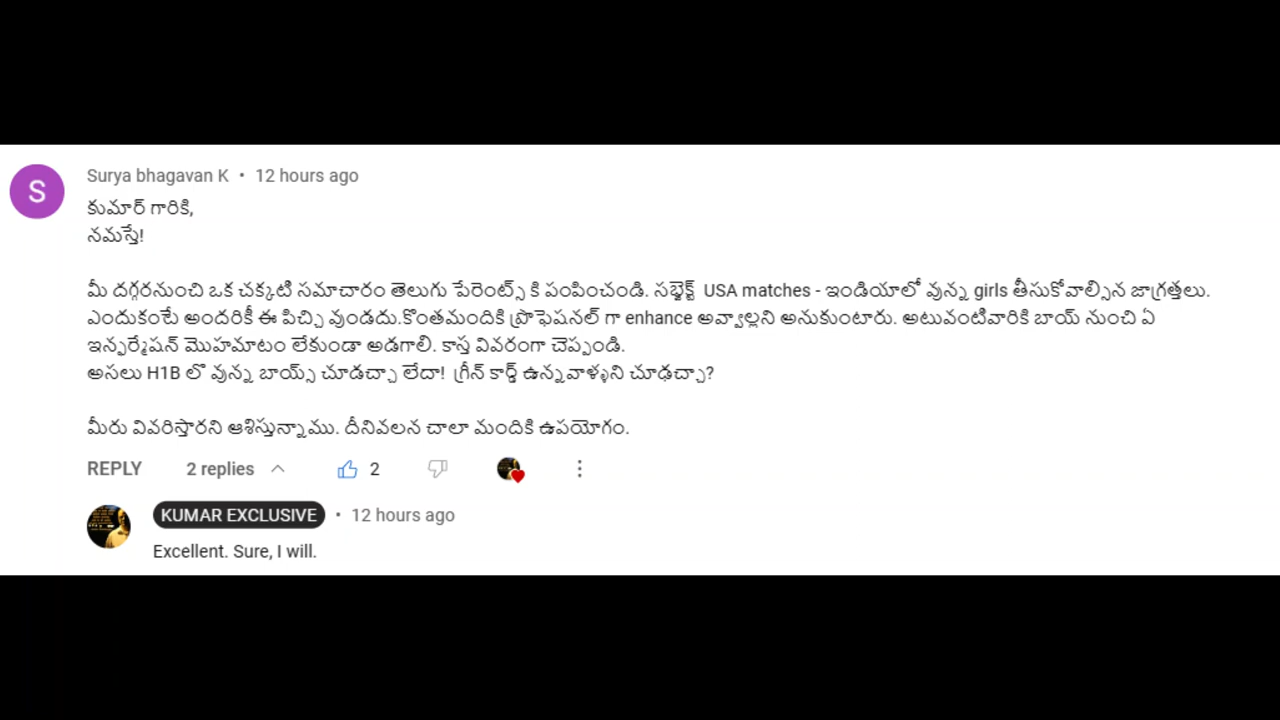 S
Surya bhagavan K • 12 hours ago
కుమార్ గారికి,
నమస్తే!
మీ దగ్గరనుంచి ఒక చక్కటి సమాచారం తెలుగు పేరెంట్స్ కి పంపించండి. సబ్జెక్ట్ USA matches - ఇండియాలో వున్న girls తీసుకోవాల్సిన జాగ్రత్తలు.
ఎందుకంటే అందరికీ ఈ పిచ్చి వుండదు.కొంతమందికి ప్రొఫెషనల్ గా enhance అవ్వాల్లని అనుకుంటారు. అటువంటివారికి బాయ్ నుంచి ఏ
ఇన్ఫర్మేషన్ మొహమాటం లేకుండా అడగాలి. కాస్త వివరంగా చెప్పండి.
అసలు H1B లొ వున్న బాయ్స్ చూడచ్చా లేదా! గ్రీన్ కార్డ్ ఉన్నవాళ్ళని చూఢచ్చా?
మీరు వివరిస్తారని ఆశిస్తున్నాము. దీనివలన చాలా మందికి ఉపయోగం.
REPLY 2 replies 2
KUMAR EXCLUSIVE • 12 hours ago
Excellent. Sure, I will.